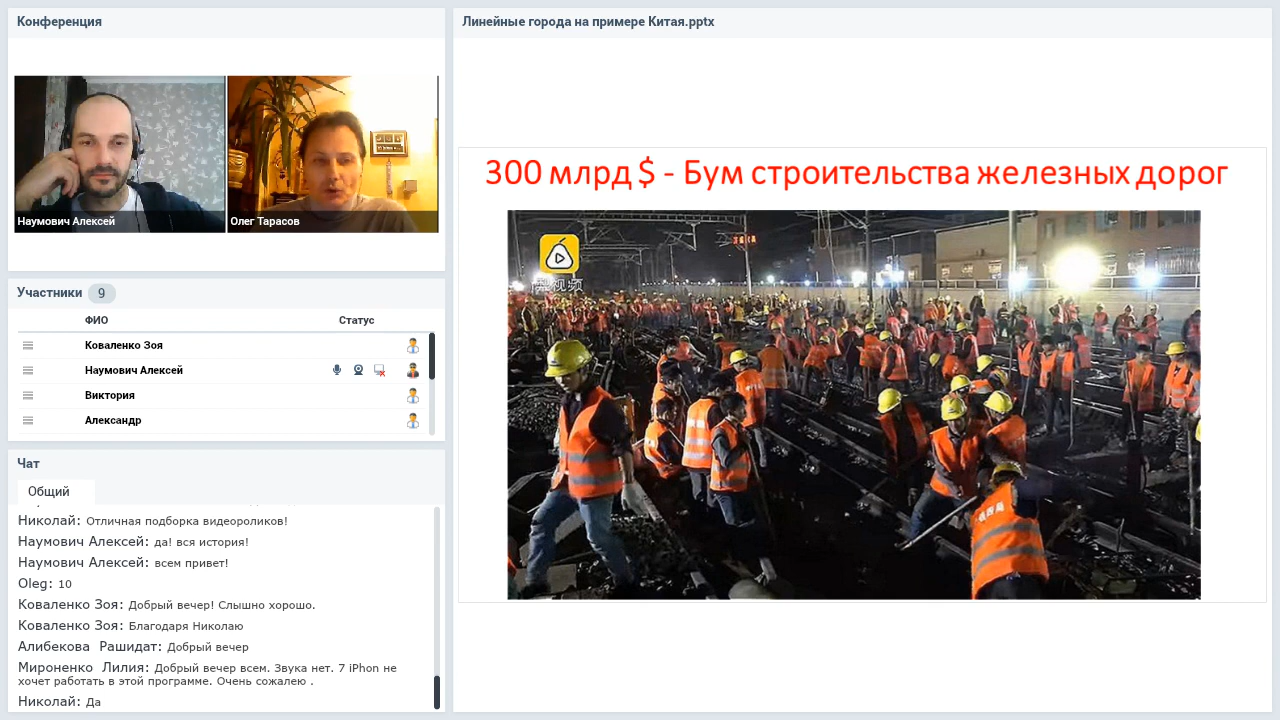 Конференция
Наумович Алексей
Олег Тарасов
Участники 9
ФИО
Статус
Коваленко Зоя
Наумович Алексей
Виктория
Александр
Чат
Общий
Николай: Отличная подборка видеороликов!
Наумович Алексей: да! вся история!
Наумович Алексей: всем привет!
Oleg: 10
Коваленко Зоя: Добрый вечер! Слышно хорошо.
Коваленко Зоя: Благодаря Николаю
Алибекова Рашидат: Добрый вечер
Мироненко Лилия: Добрый вечер всем. Звука нет. 7 iPhon не
хочет работать в этой программе. Очень сожалею .
Николай: Да
Линейные города на примере Китая.pptx
300 млрд $ - Бум строительства железных дорог
梨视频